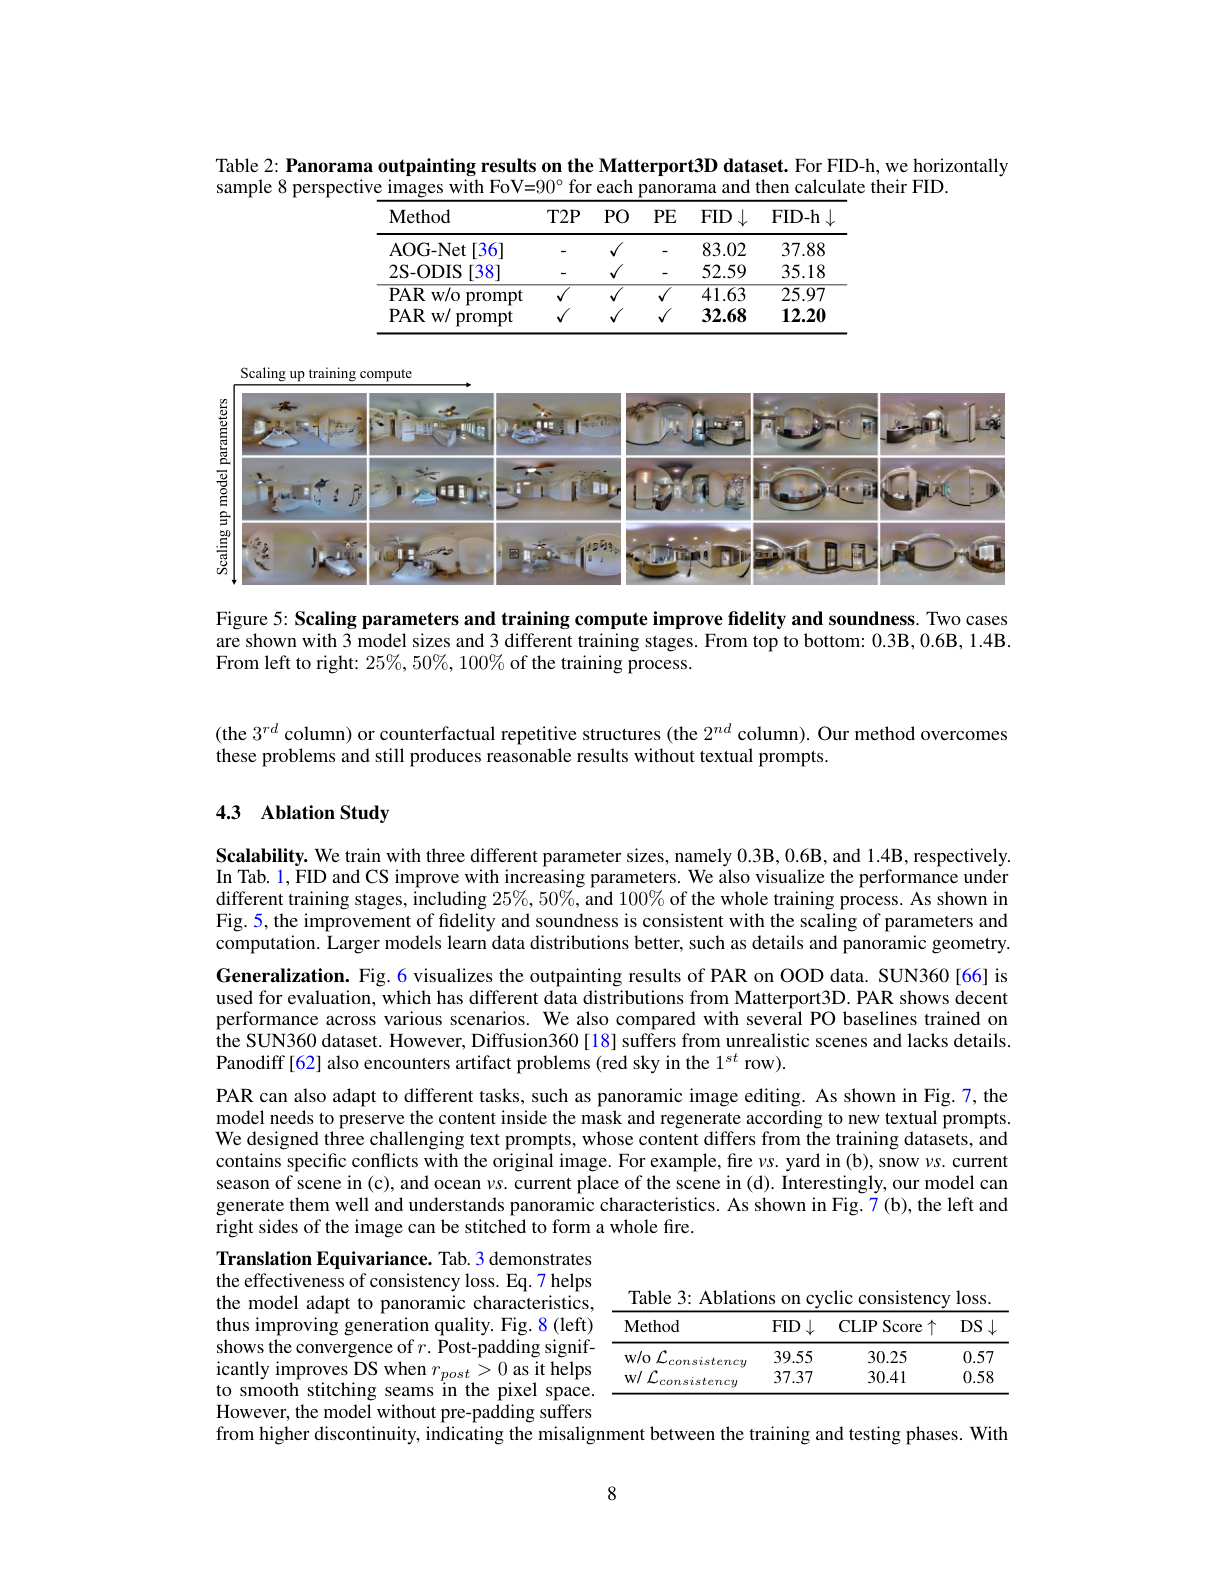 Table 2: Panorama outpainting results on the Matterport3D dataset. For FID-h, we horizontally
sample 8 perspective images with FoV=90° for each panorama and then calculate their FID.
Method T2P PO PE FID ↓ FID-h ↓
AOG-Net [36] - ✓ - 83.02 37.88
2S-ODIS [38] - ✓ - 52.59 35.18
PAR w/o prompt ✓ ✓ ✓ 41.63 25.97
PAR w/ prompt ✓ ✓ ✓ 32.68 12.20
Scaling up training compute
Scaling up model parameters
Figure 5: Scaling parameters and training compute improve fidelity and soundness. Two cases
are shown with 3 model sizes and 3 different training stages. From top to bottom: 0.3B, 0.6B, 1.4B.
From left to right: 25%, 50%, 100% of the training process.
(the 3rd column) or counterfactual repetitive structures (the 2nd column). Our method overcomes
these problems and still produces reasonable results without textual prompts.
4.3 Ablation Study
Scalability. We train with three different parameter sizes, namely 0.3B, 0.6B, and 1.4B, respectively.
In Tab. 1, FID and CS improve with increasing parameters. We also visualize the performance under
different training stages, including 25%, 50%, and 100% of the whole training process. As shown in
Fig. 5, the improvement of fidelity and soundness is consistent with the scaling of parameters and
computation. Larger models learn data distributions better, such as details and panoramic geometry.
Generalization. Fig. 6 visualizes the outpainting results of PAR on OOD data. SUN360 [66] is
used for evaluation, which has different data distributions from Matterport3D. PAR shows decent
performance across various scenarios. We also compared with several PO baselines trained on
the SUN360 dataset. However, Diffusion360 [18] suffers from unrealistic scenes and lacks details.
Panodiff [62] also encounters artifact problems (red sky in the 1st row).
PAR can also adapt to different tasks, such as panoramic image editing. As shown in Fig. 7, the
model needs to preserve the content inside the mask and regenerate according to new textual prompts.
We designed three challenging text prompts, whose content differs from the training datasets, and
contains specific conflicts with the original image. For example, fire vs. yard in (b), snow vs. current
season of scene in (c), and ocean vs. current place of the scene in (d). Interestingly, our model can
generate them well and understands panoramic characteristics. As shown in Fig. 7 (b), the left and
right sides of the image can be stitched to form a whole fire.
Translation Equivariance. Tab. 3 demonstrates
the effectiveness of consistency loss. Eq. 7 helps
the model adapt to panoramic characteristics,
thus improving generation quality. Fig. 8 (left)
shows the convergence of r. Post-padding signif-
icantly improves DS when r_post > 0 as it helps
to smooth stitching seams in the pixel space.
However, the model without pre-padding suffers
from higher discontinuity, indicating the misalignment between the training and testing phases. With
Table 3: Ablations on cyclic consistency loss.
Method FID ↓ CLIP Score ↑ DS ↓
w/o L_consistency 39.55 30.25 0.57
w/ L_consistency 37.37 30.41 0.58
8